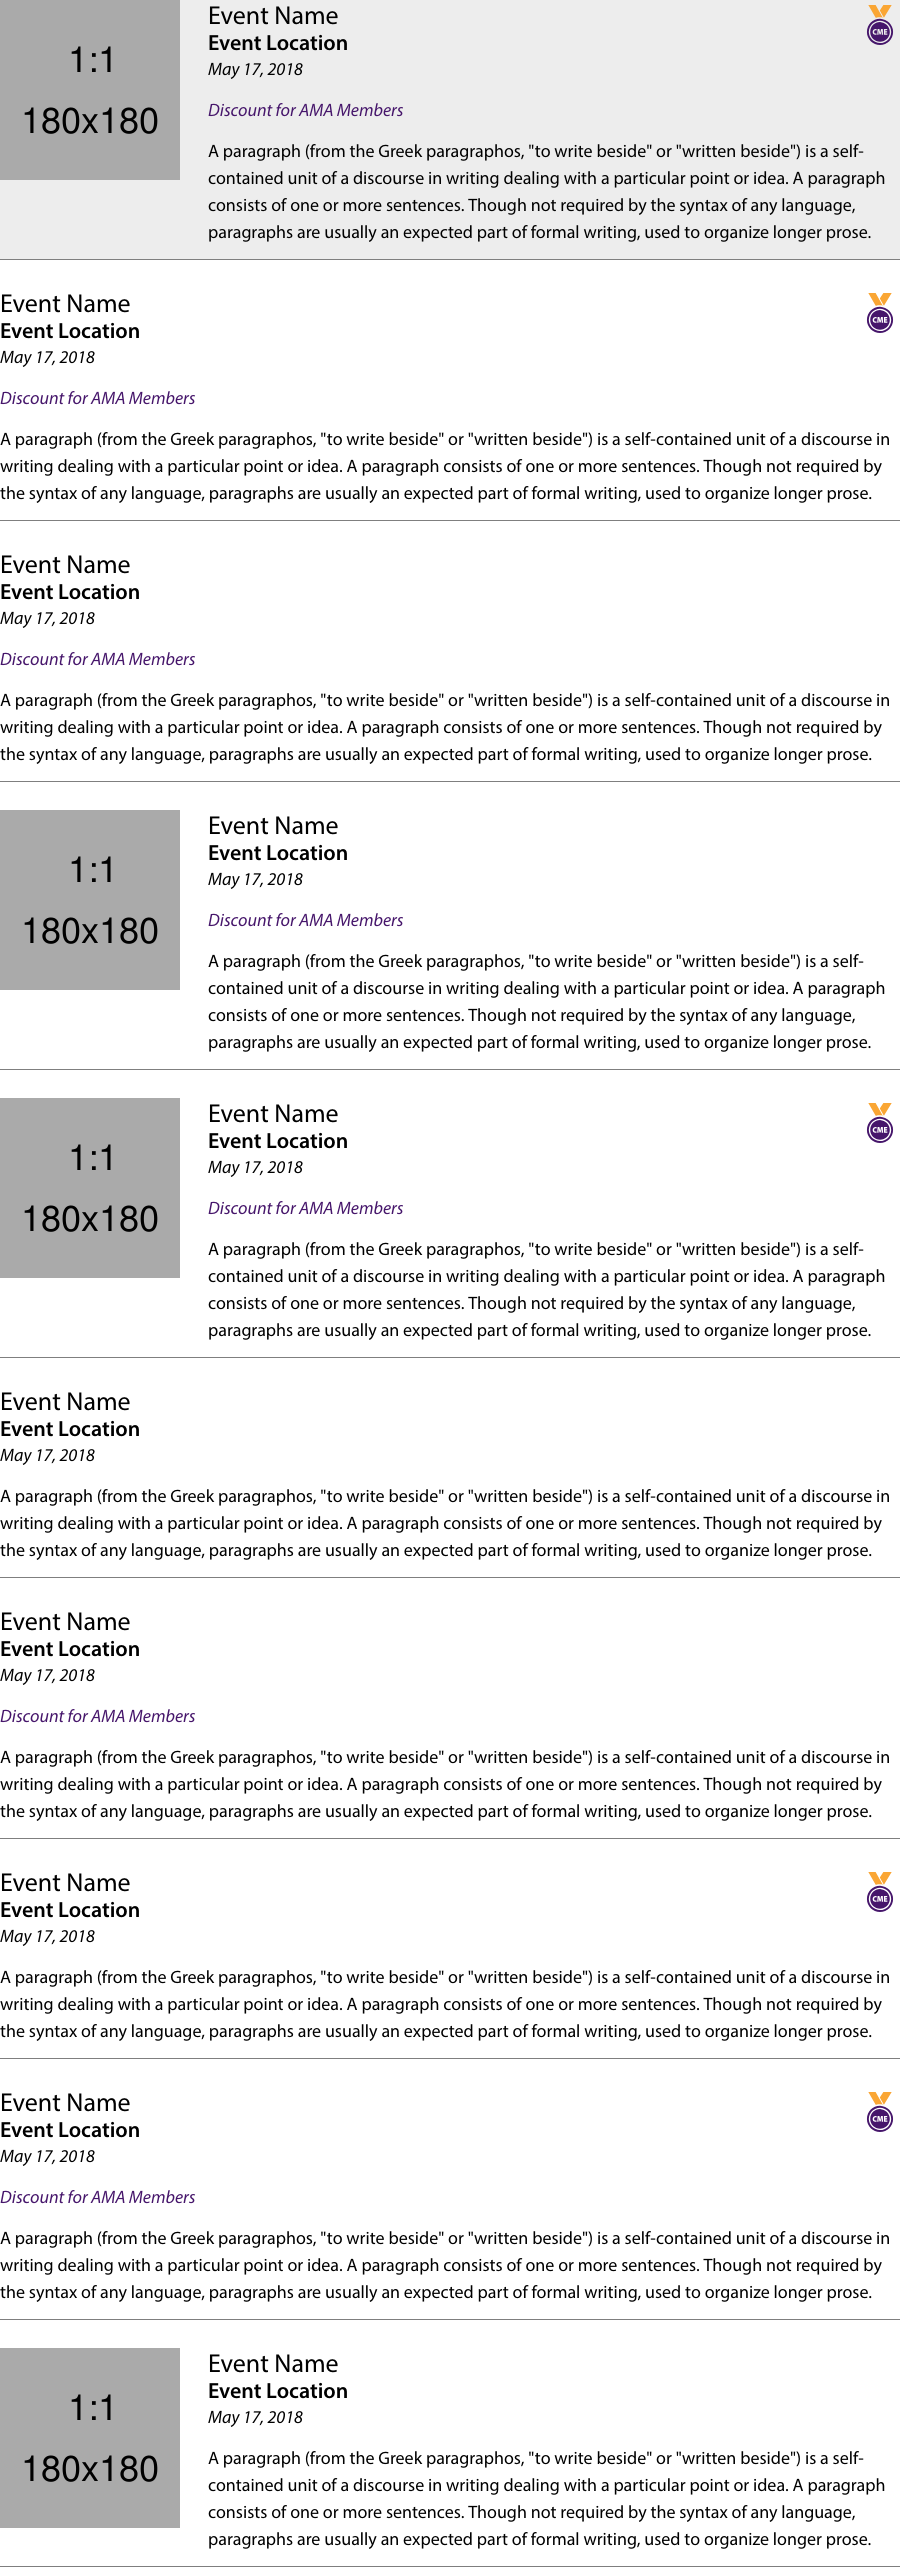 1:1
180x180
Event Name
CME
Event Location
May 17, 2018
Discount for AMA Members
A paragraph (from the Greek paragraphos, "to write beside" or "written beside") is a self-
contained unit of a discourse in writing dealing with a particular point or idea. A paragraph
consists of one or more sentences. Though not required by the syntax of any language,
paragraphs are usually an expected part of formal writing, used to organize longer prose.
Event Name
CME
Event Location
May 17, 2018
Discount for AMA Members
A paragraph (from the Greek paragraphos, "to write beside" or "written beside") is a self-contained unit of a discourse in
writing dealing with a particular point or idea. A paragraph consists of one or more sentences. Though not required by
the syntax of any language, paragraphs are usually an expected part of formal writing, used to organize longer prose.
Event Name
Event Location
May 17, 2018
Discount for AMA Members
A paragraph (from the Greek paragraphos, "to write beside" or "written beside") is a self-contained unit of a discourse in
writing dealing with a particular point or idea. A paragraph consists of one or more sentences. Though not required by
the syntax of any language, paragraphs are usually an expected part of formal writing, used to organize longer prose.
1:1
180x180
Event Name
Event Location
May 17, 2018
Discount for AMA Members
A paragraph (from the Greek paragraphos, "to write beside" or "written beside") is a self-
contained unit of a discourse in writing dealing with a particular point or idea. A paragraph
consists of one or more sentences. Though not required by the syntax of any language,
paragraphs are usually an expected part of formal writing, used to organize longer prose.
1:1
180x180
Event Name
CME
Event Location
May 17, 2018
Discount for AMA Members
A paragraph (from the Greek paragraphos, "to write beside" or "written beside") is a self-
contained unit of a discourse in writing dealing with a particular point or idea. A paragraph
consists of one or more sentences. Though not required by the syntax of any language,
paragraphs are usually an expected part of formal writing, used to organize longer prose.
Event Name
Event Location
May 17, 2018
A paragraph (from the Greek paragraphos, "to write beside" or "written beside") is a self-contained unit of a discourse in
writing dealing with a particular point or idea. A paragraph consists of one or more sentences. Though not required by
the syntax of any language, paragraphs are usually an expected part of formal writing, used to organize longer prose.
Event Name
Event Location
May 17, 2018
Discount for AMA Members
A paragraph (from the Greek paragraphos, "to write beside" or "written beside") is a self-contained unit of a discourse in
writing dealing with a particular point or idea. A paragraph consists of one or more sentences. Though not required by
the syntax of any language, paragraphs are usually an expected part of formal writing, used to organize longer prose.
Event Name
CME
Event Location
May 17, 2018
A paragraph (from the Greek paragraphos, "to write beside" or "written beside") is a self-contained unit of a discourse in
writing dealing with a particular point or idea. A paragraph consists of one or more sentences. Though not required by
the syntax of any language, paragraphs are usually an expected part of formal writing, used to organize longer prose.
Event Name
CME
Event Location
May 17, 2018
Discount for AMA Members
A paragraph (from the Greek paragraphos, "to write beside" or "written beside") is a self-contained unit of a discourse in
writing dealing with a particular point or idea. A paragraph consists of one or more sentences. Though not required by
the syntax of any language, paragraphs are usually an expected part of formal writing, used to organize longer prose.
1:1
180x180
Event Name
Event Location
May 17, 2018
A paragraph (from the Greek paragraphos, "to write beside" or "written beside") is a self-
contained unit of a discourse in writing dealing with a particular point or idea. A paragraph
consists of one or more sentences. Though not required by the syntax of any language,
paragraphs are usually an expected part of formal writing, used to organize longer prose.